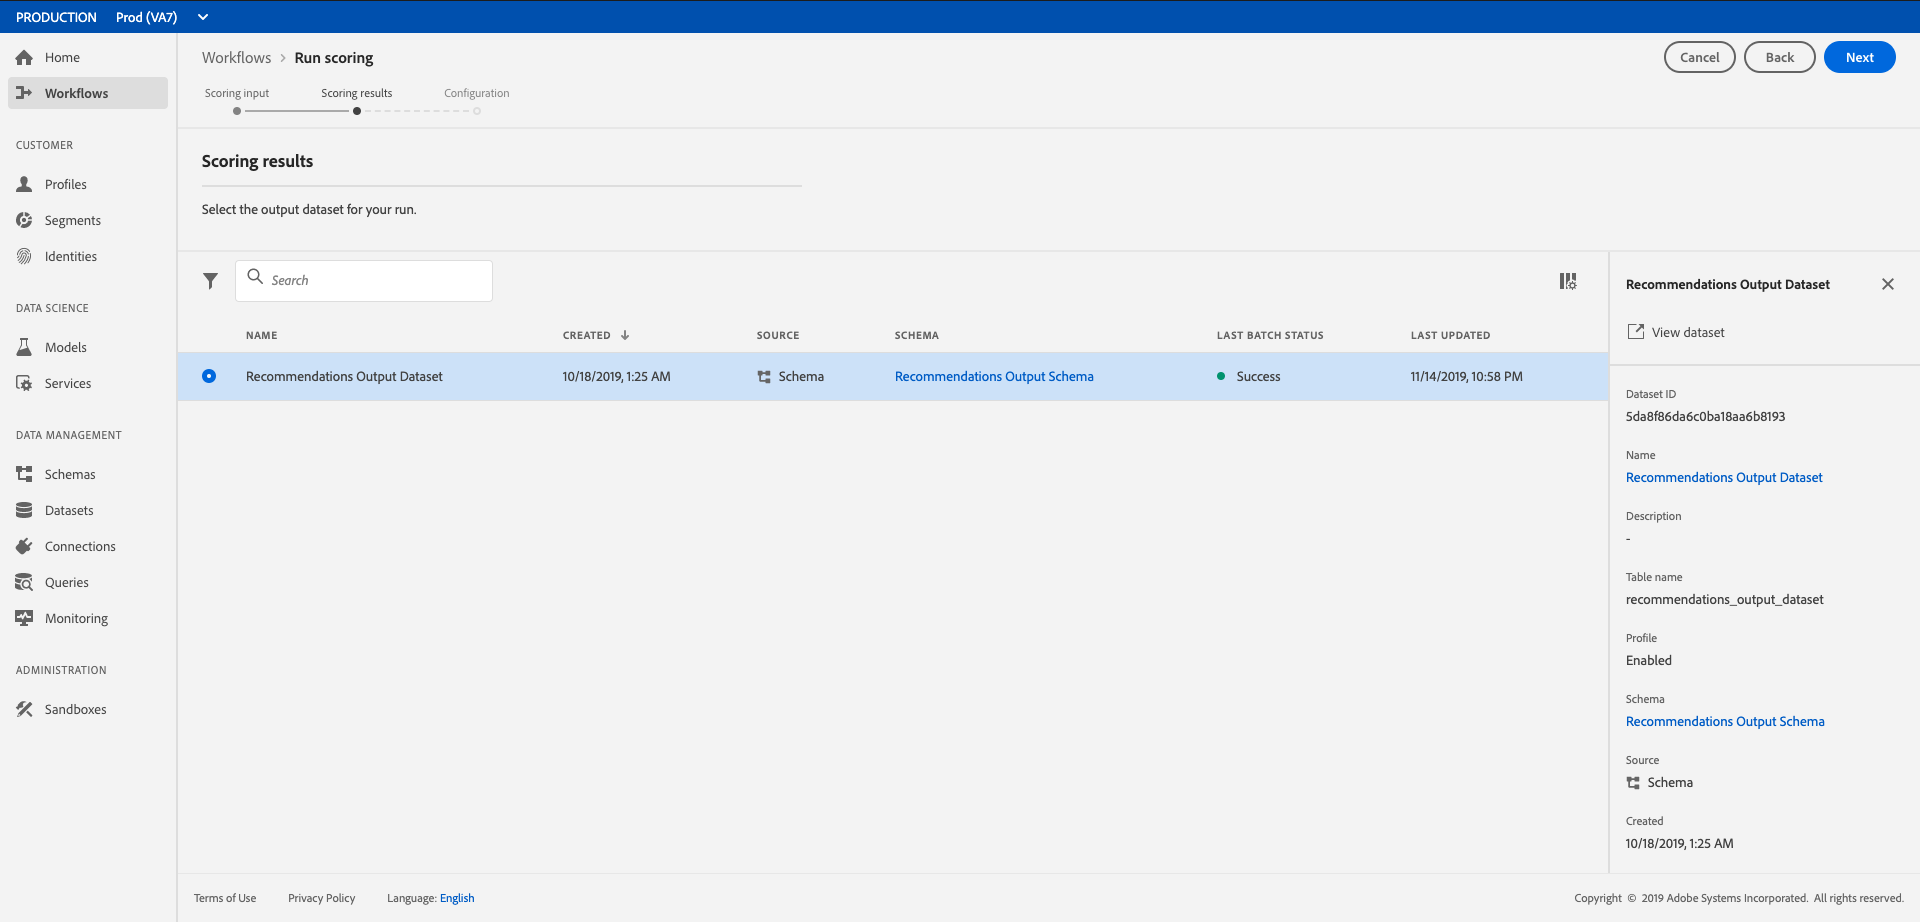 PRODUCTION Prod (VA7)
Home
Workflows
CUSTOMER
Profiles
Segments
Identities
DATA SCIENCE
Models
Services
DATA MANAGEMENT
Schemas
Datasets
Connections
Queries
Monitoring
ADMINISTRATION
Sandboxes
Workflows > Run scoring
Cancel Back Next
Scoring input Scoring results Configuration
Scoring results
Select the output dataset for your run.
Search
NAME CREATED SOURCE SCHEMA LAST BATCH STATUS LAST UPDATED
Recommendations Output Dataset 10/18/2019, 1:25 AM Schema Recommendations Output Schema Success 11/14/2019, 10:58 PM
Recommendations Output Dataset
View dataset
Dataset ID
5da8f86da6c0ba18aa6b8193
Name
Recommendations Output Dataset
Description
-
Table name
recommendations_output_dataset
Profile
Enabled
Schema
Recommendations Output Schema
Source
Schema
Created
10/18/2019, 1:25 AM
Terms of Use Privacy Policy Language: English
Copyright © 2019 Adobe Systems Incorporated. All rights reserved.